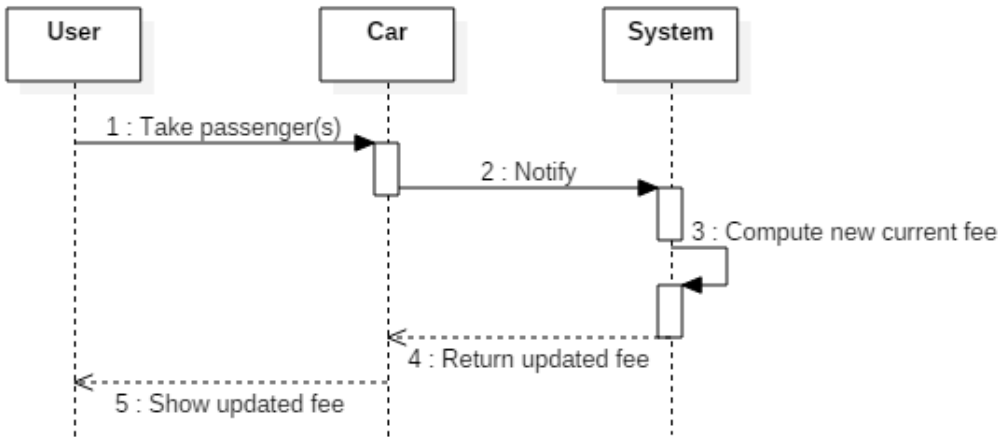 User
Car
System
1 : Take passenger(s)
2 : Notify
3 : Compute new current fee
4 : Return updated fee
5 : Show updated fee